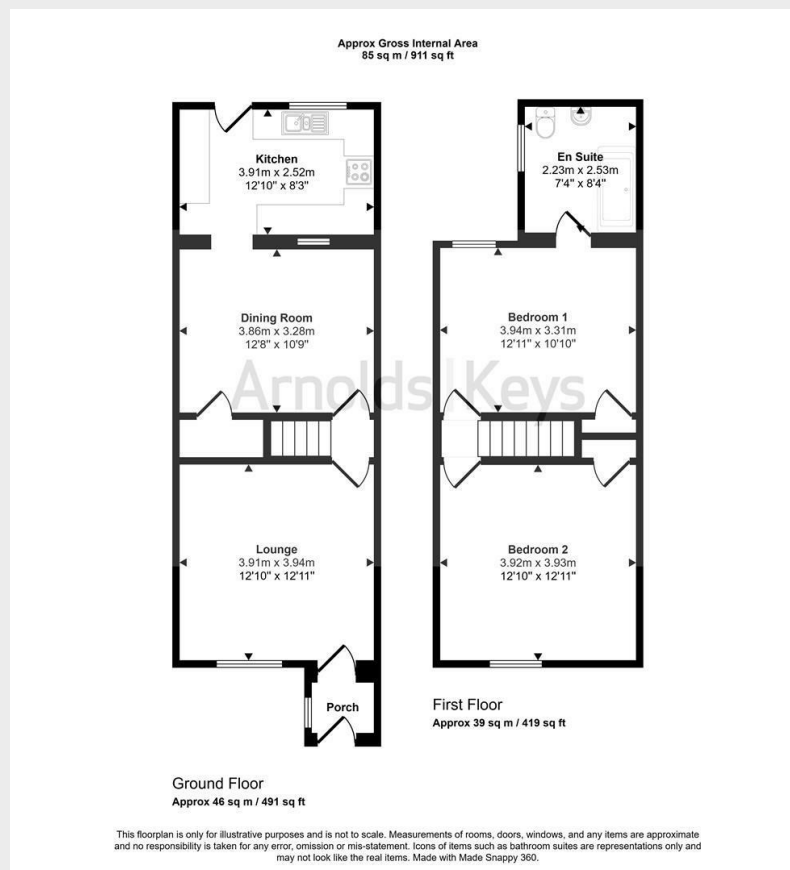 Approx Gross Internal Area
85 sq m / 911 sq ft
Kitchen
3.91m x 2.52m
12'10" x 8'3"
En Suite
2.23m x 2.53m
7'4" x 8'4"
Dining Room
3.86m x 3.28m
12'8" x 10'9"
Bedroom 1
3.94m x 3.31m
12'11" x 10'10"
Arnolds|Keys
Lounge
3.91m x 3.94m
12'10" x 12'11"
Bedroom 2
3.92m x 3.93m
12'10" x 12'11"
Porch
First Floor
Approx 39 sq m / 419 sq ft
Ground Floor
Approx 46 sq m / 491 sq ft
This floorplan is only for illustrative purposes and is not to scale. Measurements of rooms, doors, windows, and any items are approximate
and no responsibility is taken for any error, omission or mis-statement. Icons of items such as bathroom suites are representations only and
may not look like the real items. Made with Made Snappy 360.